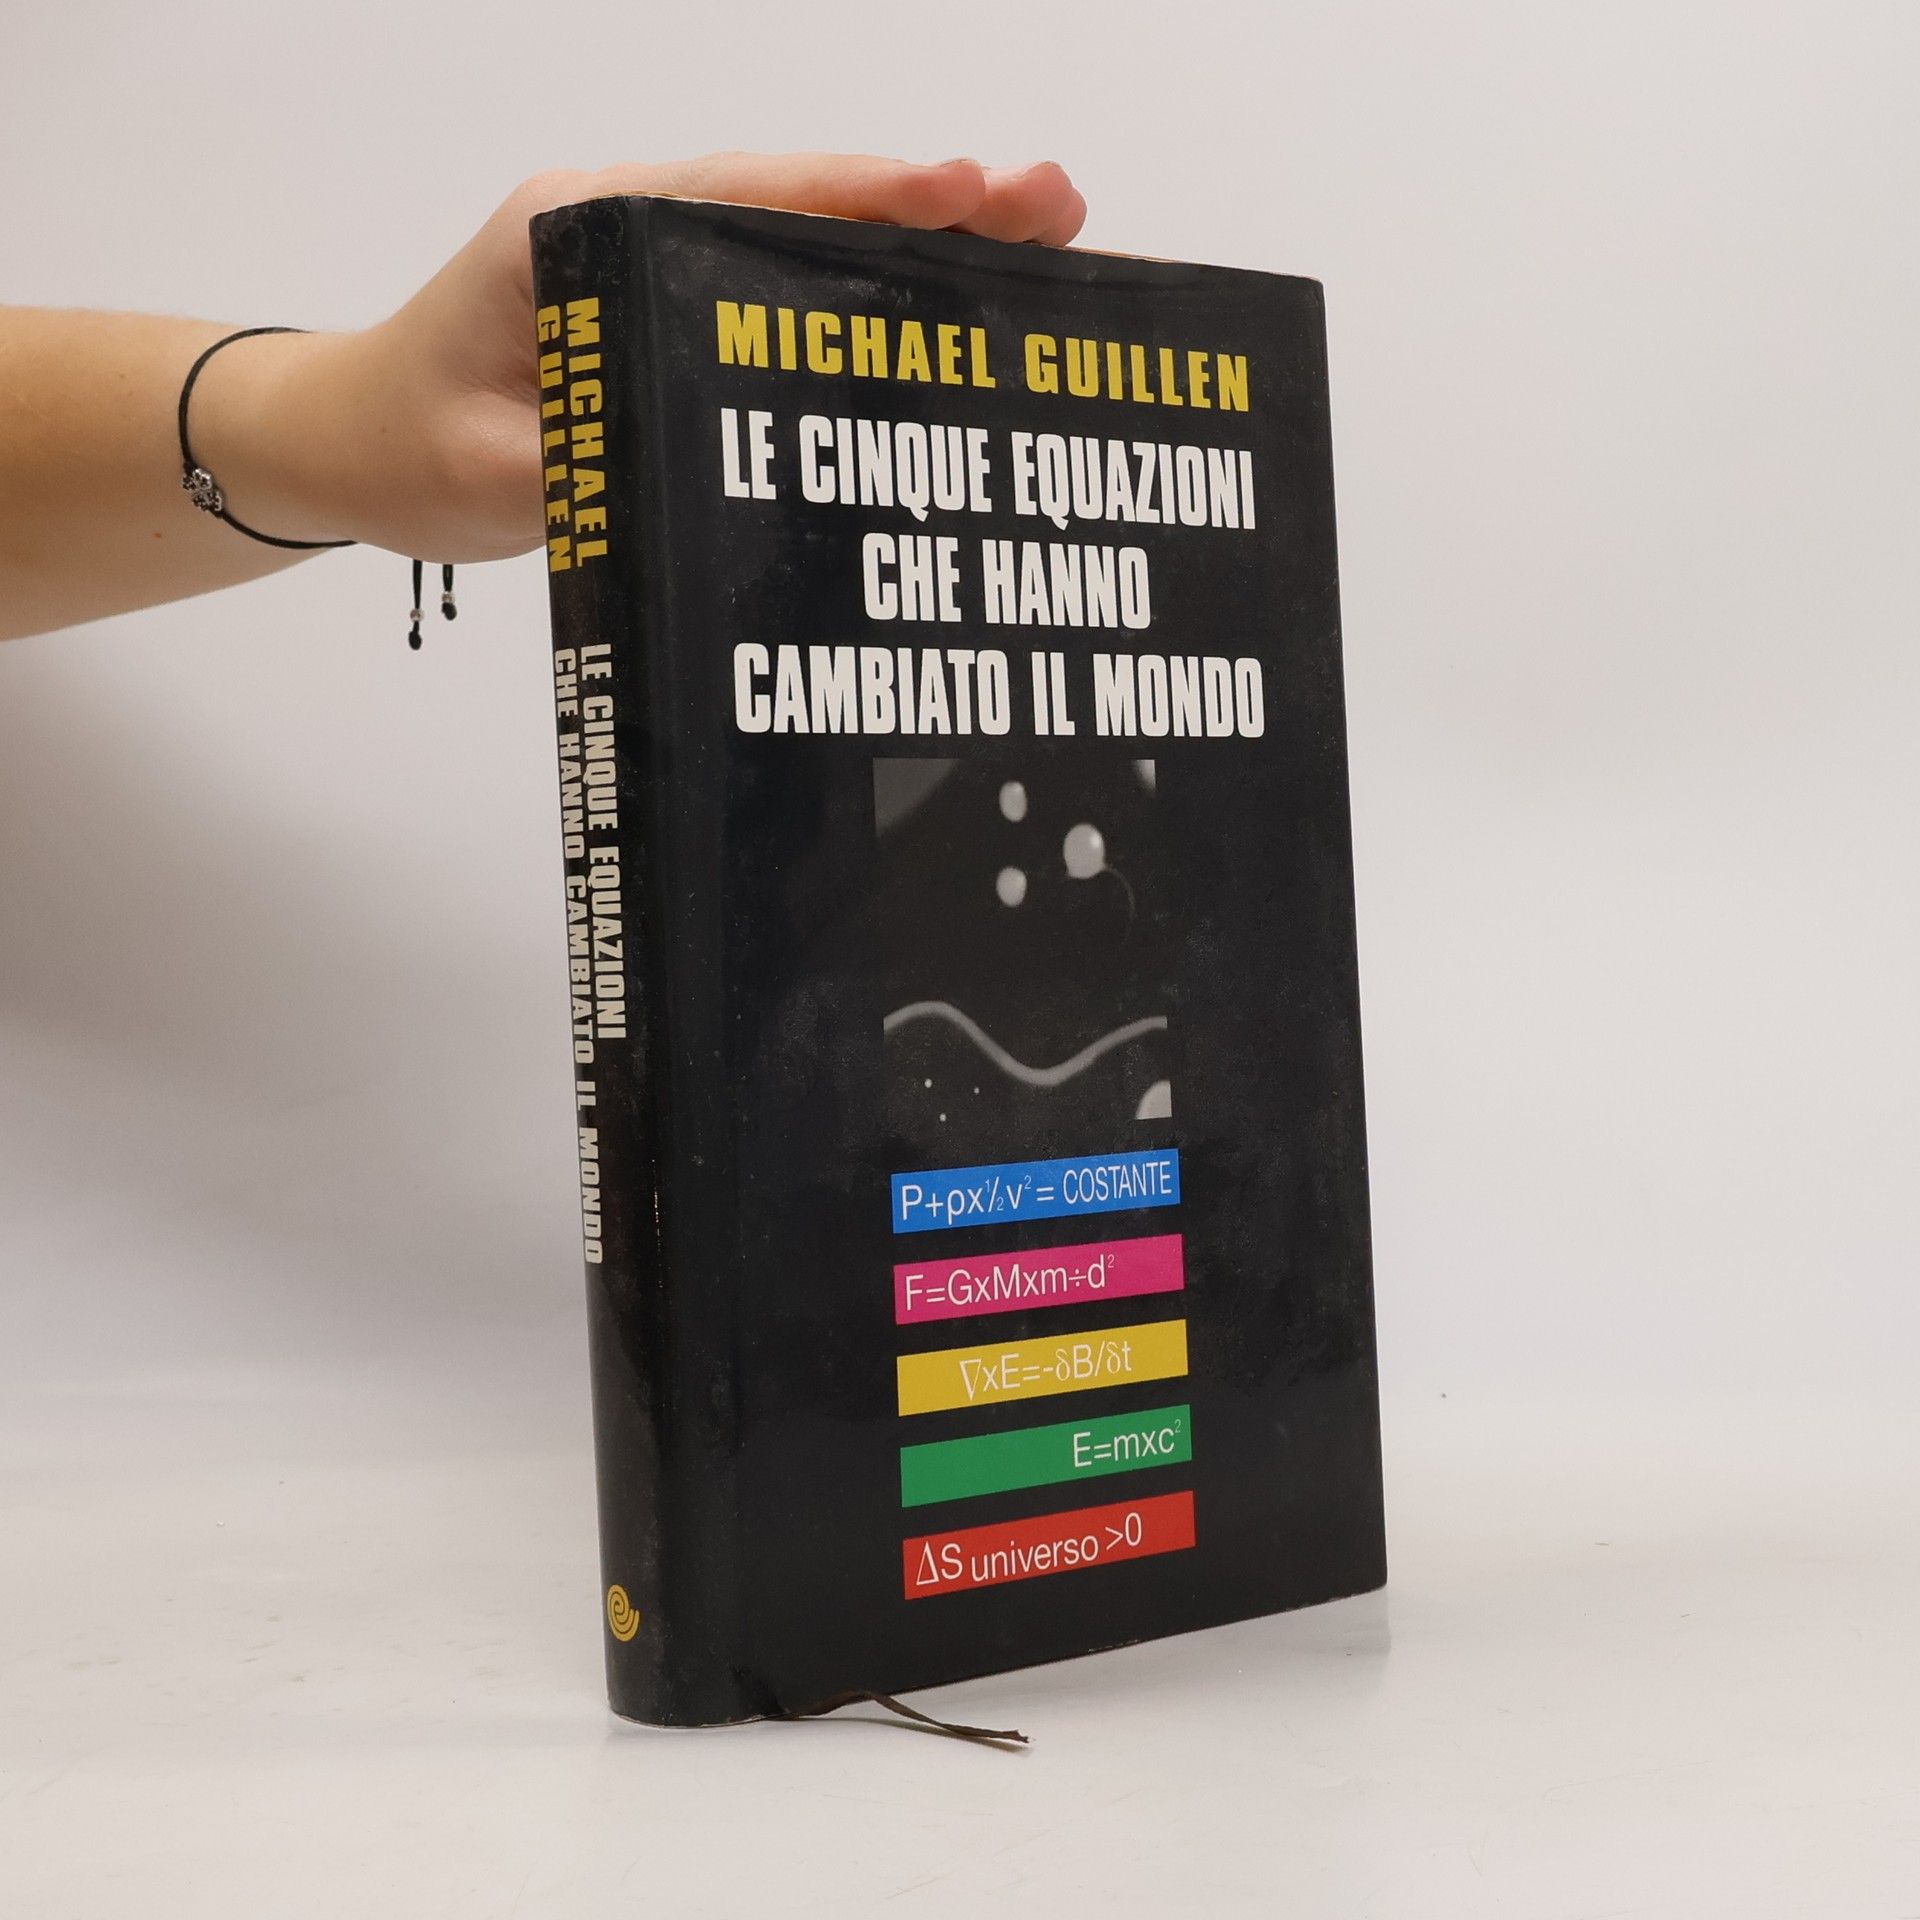 MICHAEL GUILLEN
LE CINQUE EQUAZIONI
CHE HANNO
CAMBIATO IL MONDO
P+ρx½v² = COSTANTE
F=GxMxm÷d²
∇xE=-δB/δt
E=mxc²
ΔS universo >0
MICHAEL
GUILLEN
LE CINQUE EQUAZIONI
CHE HANNO CAMBIATO IL MONDO